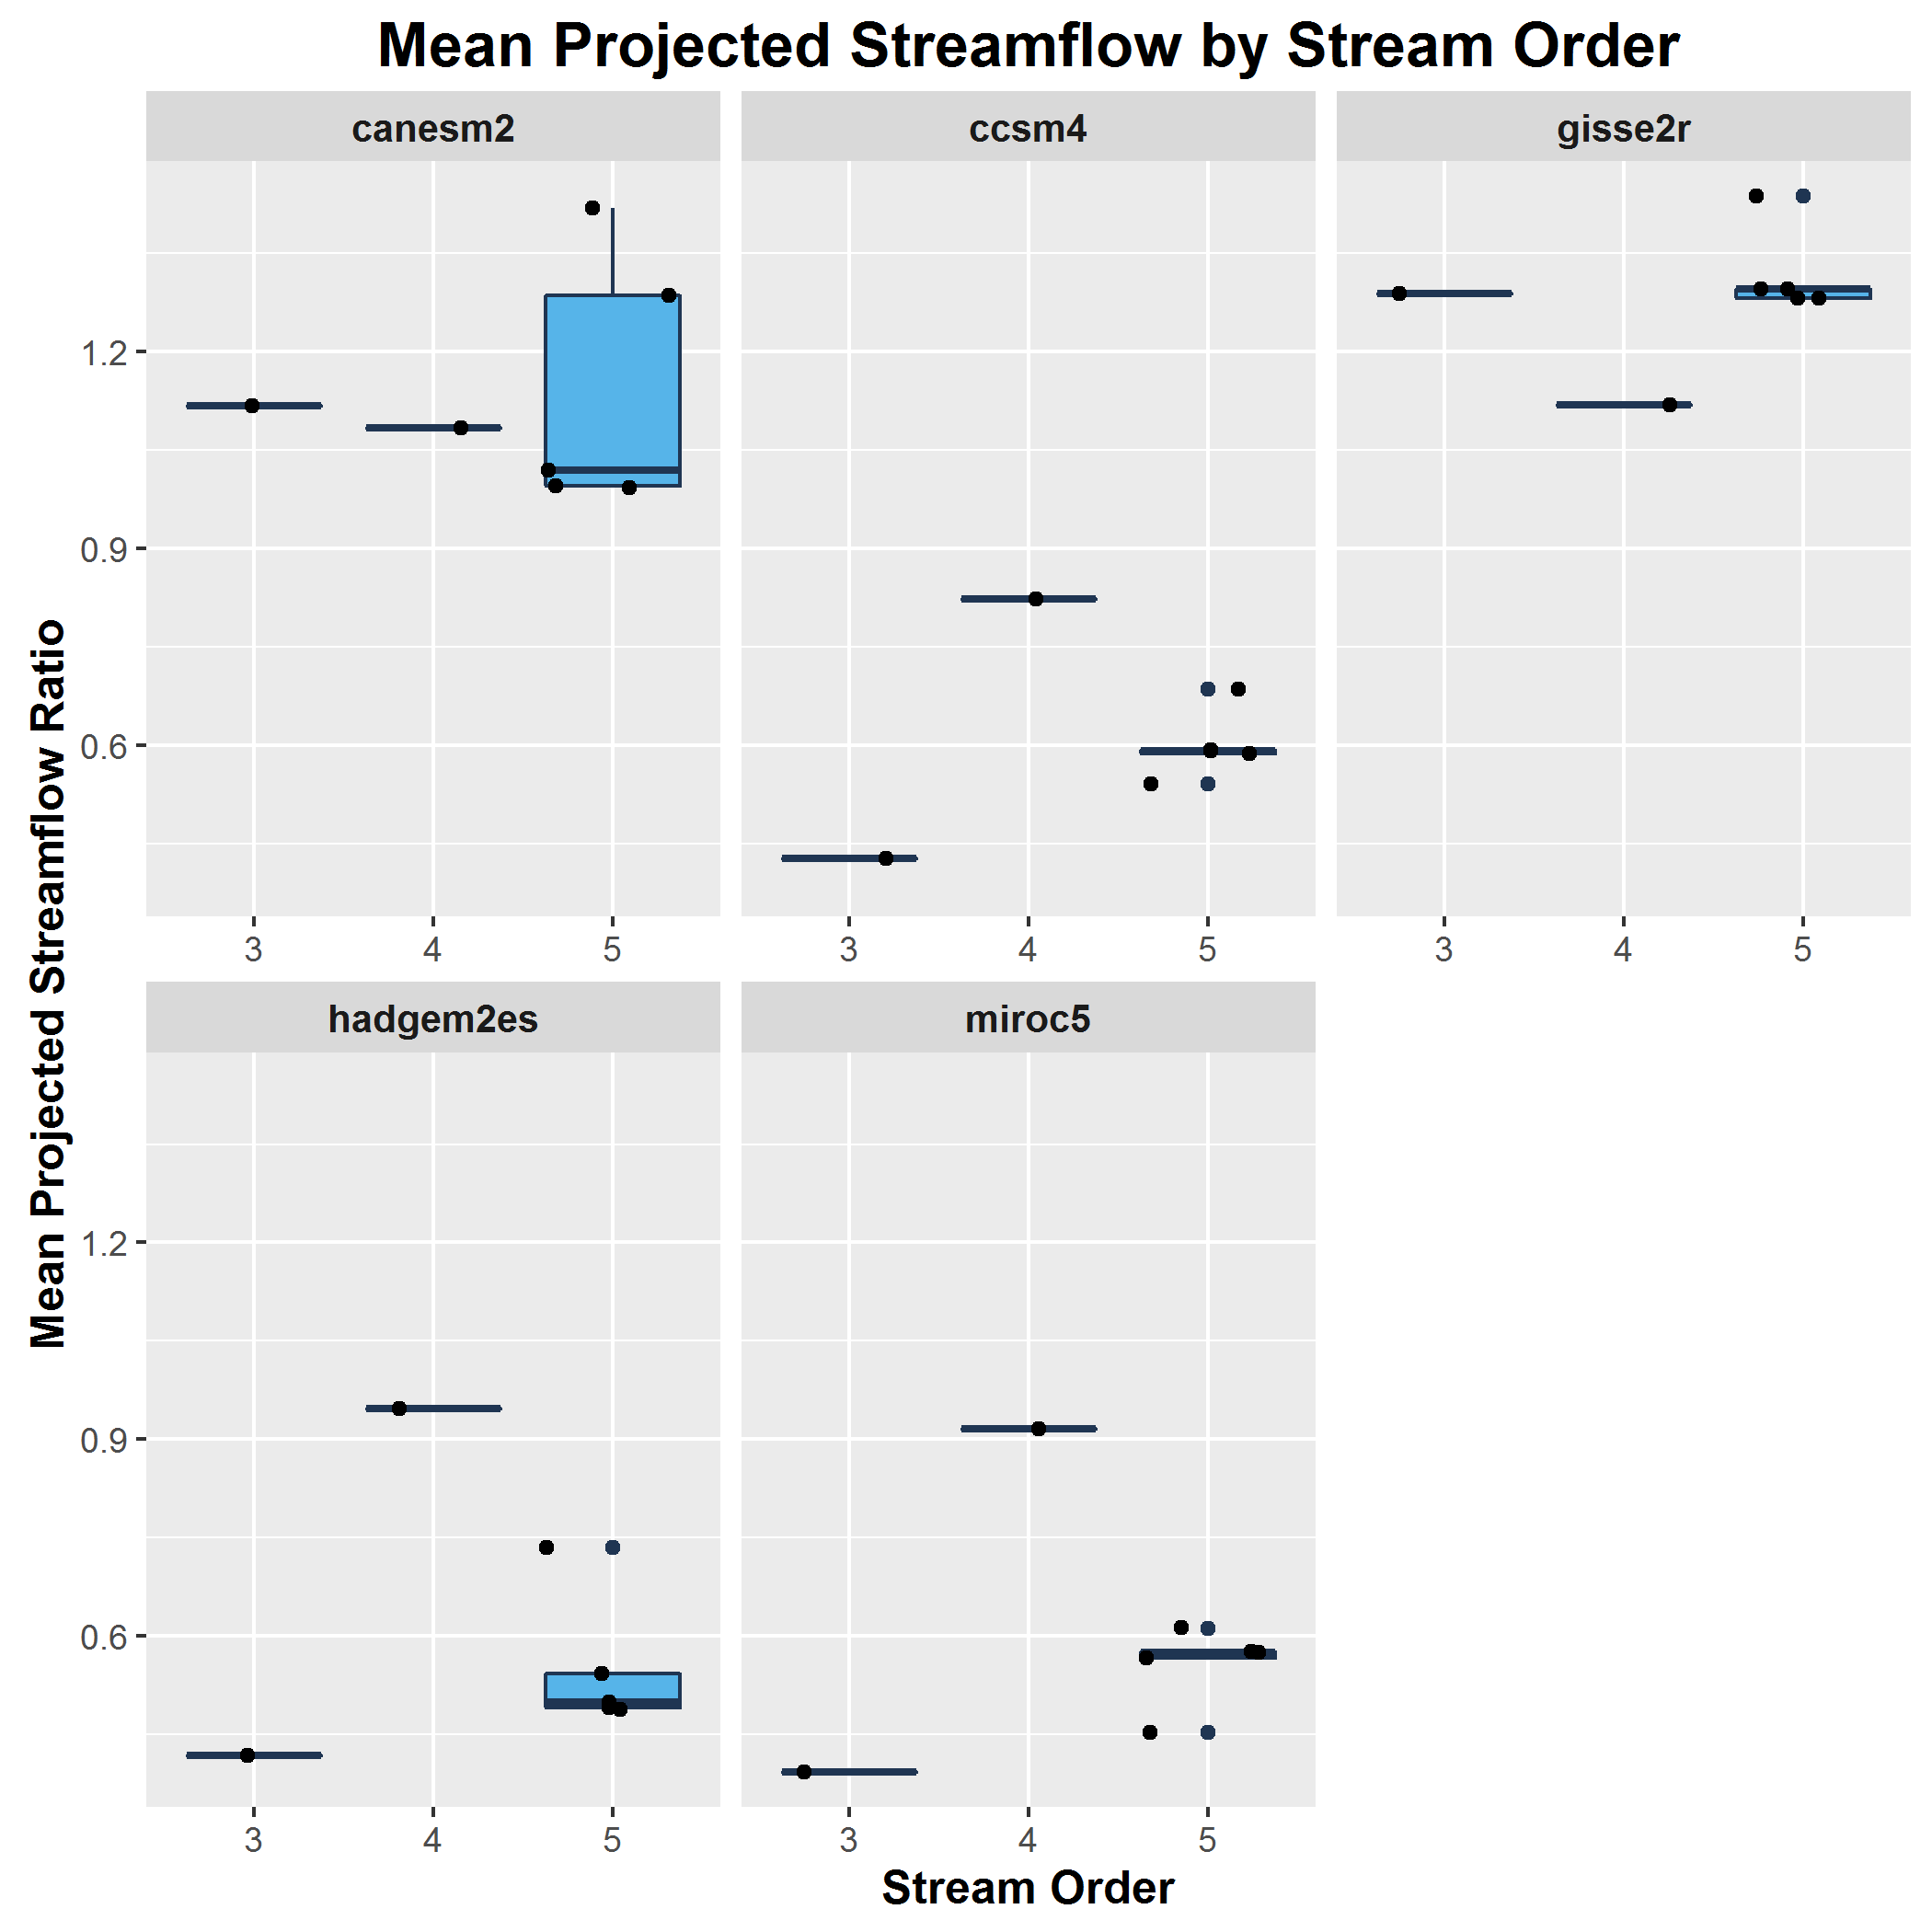 Mean Projected Streamflow by Stream Order
canesm2 ccsm4 gisse2r
1.2
0.9
0.6
3 4 5 3 4 5 3 4 5
Mean Projected Streamflow Ratio
hadgem2es miroc5
1.2
0.9
0.6
3 4 5 3 4 5
Stream Order